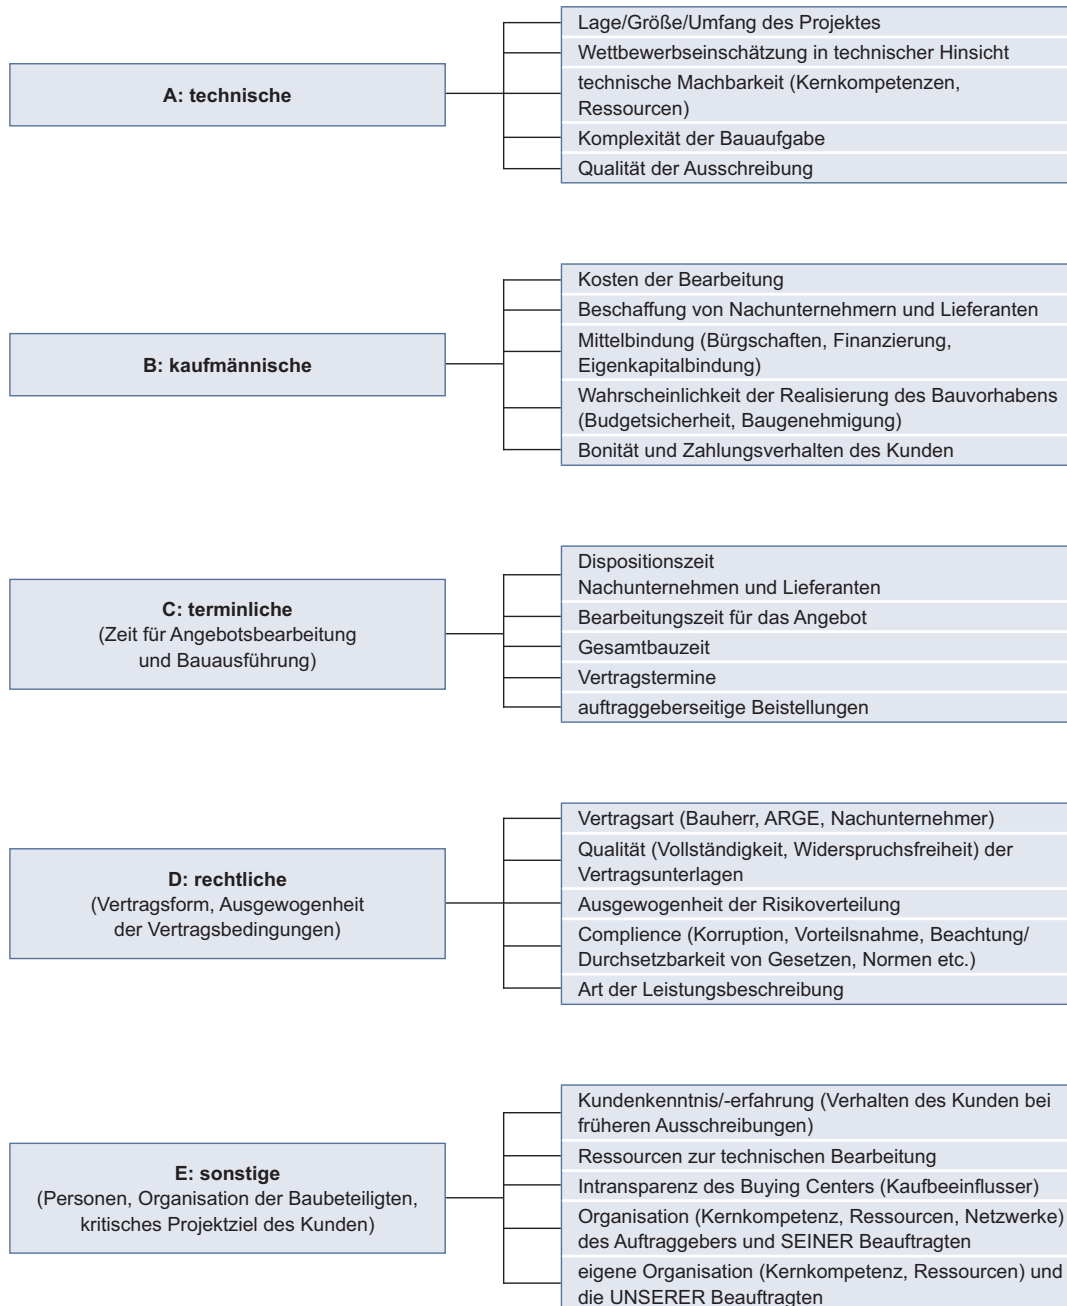 A: technische
Lage/Größe/Umfang des Projektes
Wettbewerbseinschätzung in technischer Hinsicht
technische Machbarkeit (Kernkompetenzen,
Ressourcen)
Komplexität der Bauaufgabe
Qualität der Ausschreibung
B: kaufmännische
Kosten der Bearbeitung
Beschaffung von Nachunternehmern und Lieferanten
Mittelbindung (Bürgschaften, Finanzierung,
Eigenkapitalbindung)
Wahrscheinlichkeit der Realisierung des Bauvorhabens
(Budgetsicherheit, Baugenehmigung)
Bonität und Zahlungsverhalten des Kunden
C: terminliche
(Zeit für Angebotsbearbeitung
und Bauausführung)
Dispositionszeit
Nachunternehmen und Lieferanten
Bearbeitungszeit für das Angebot
Gesamtbauzeit
Vertragstermine
auftraggeberseitige Beistellungen
D: rechtliche
(Vertragsform, Ausgewogenheit
der Vertragsbedingungen)
Vertragsart (Bauherr, ARGE, Nachunternehmer)
Qualität (Vollständigkeit, Widerspruchsfreiheit) der
Vertragsunterlagen
Ausgewogenheit der Risikoverteilung
Complience (Korruption, Vorteilsnahme, Beachtung/
Durchsetzbarkeit von Gesetzen, Normen etc.)
Art der Leistungsbeschreibung
E: sonstige
(Personen, Organisation der Baubeteiligten,
kritisches Projektziel des Kunden)
Kundenkenntnis/-erfahrung (Verhalten des Kunden bei
früheren Ausschreibungen)
Ressourcen zur technischen Bearbeitung
Intransparenz des Buying Centers (Kaufbeeinflusser)
Organisation (Kernkompetenz, Ressourcen, Netzwerke)
des Auftraggebers und SEINER Beauftragten
eigene Organisation (Kernkompetenz, Ressourcen) und
die UNSERER Beauftragten